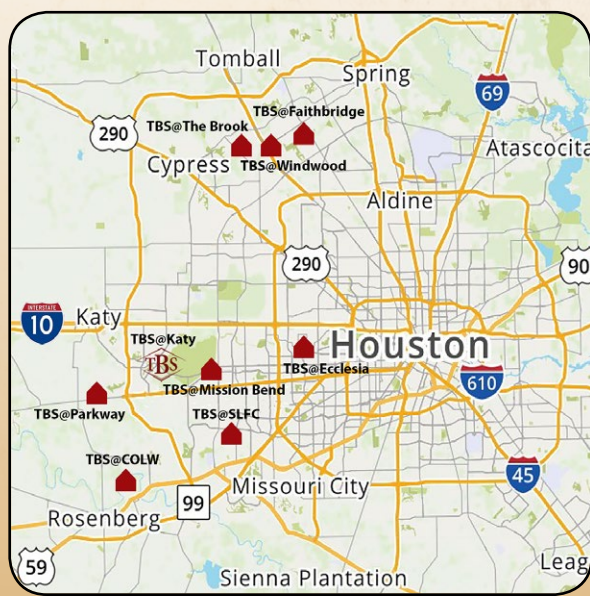 Tomball
Spring
69
TBS@Faithbridge
290
TBS@The Brook
Atascocita
Cypress
TBS@Windwood
Aldine
290
90
INTERSTATE
10
Katy
TBS@Katy
Houston
TBS
TBS@Ecclesia
TBS@Mission Bend
610
TBS@Parkway
TBS@SLFC
TBS@COLW
45
Missouri City
99
Rosenberg
59
Leag
Sienna Plantation